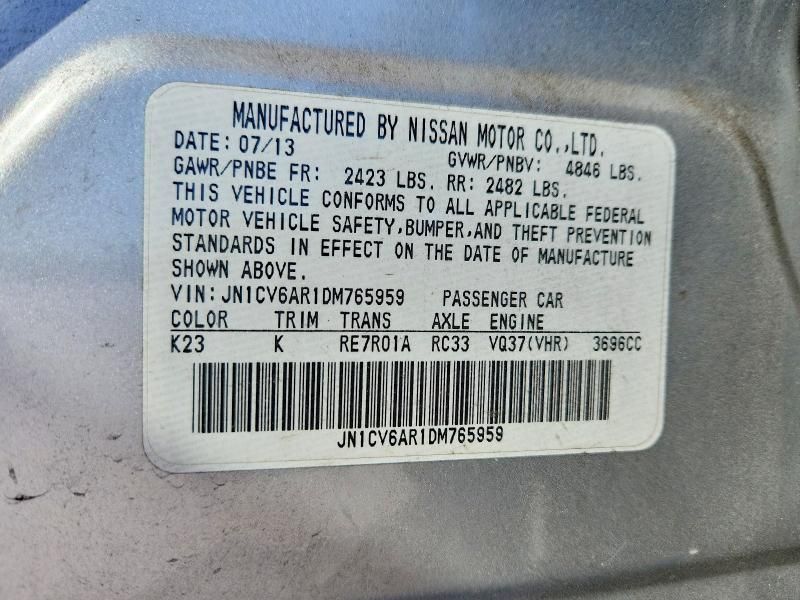 MANUFACTURED BY NISSAN MOTOR CO.,LTD.
DATE: 07/13 GVWR/PNBV: 4846 LBS.
GAWR/PNBE FR: 2423 LBS. RR: 2482 LBS.
THIS VEHICLE CONFORMS TO ALL APPLICABLE FEDERAL
MOTOR VEHICLE SAFETY,BUMPER,AND THEFT PREVENTION
STANDARDS IN EFFECT ON THE DATE OF MANUFACTURE
SHOWN ABOVE.
VIN: JN1CV6AR1DM765959 PASSENGER CAR
COLOR TRIM TRANS AXLE ENGINE
K23 K RE7R01A RC33 VQ37(VHR) 3696CC
JN1CV6AR1DM765959